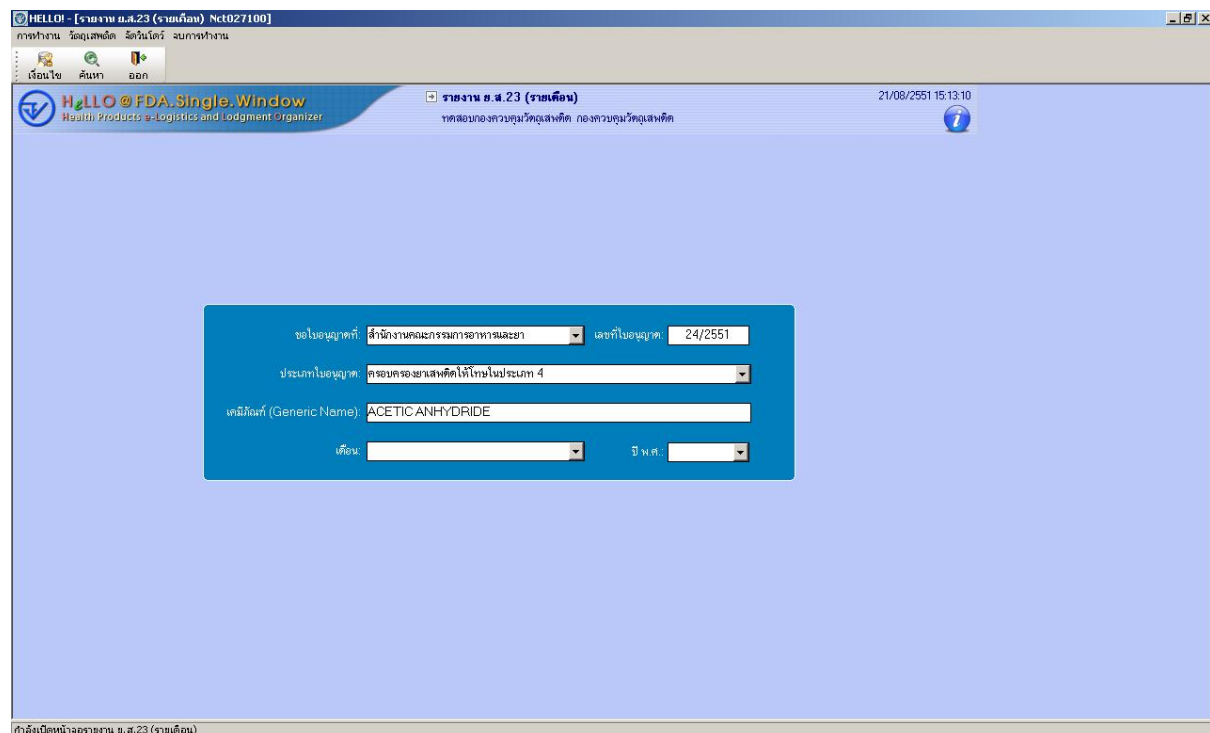 HELLO! - [รายงาน ย.ส.23 (รายเดือน) Nct027100]
การทำงาน วัตถุเสพติด จัดวินโดว์ จบการทำงาน
เงื่อนไข ค้นหา ออก
HeLLO @ FDA.Single.Window
Health Products e-Logistics and Lodgment Organizer
รายงาน ย.ส.23 (รายเดือน)
ทดสอบกองควบคุมวัตถุเสพติด กองควบคุมวัตถุเสพติด
21/08/2551 15:13:10
ขอใบอนุญาตที่: สำนักงานคณะกรรมการอาหารและยา เลขที่ใบอนุญาต: 24/2551
ประเภทใบอนุญาต: ครอบครองยาเสพติดให้โทษในประเภท 4
เคมีภัณฑ์ (Generic Name): ACETIC ANHYDRIDE
เดือน: ปี พ.ศ.:
กำลังเปิดหน้าจอรายงาน ย.ส.23 (รายเดือน)